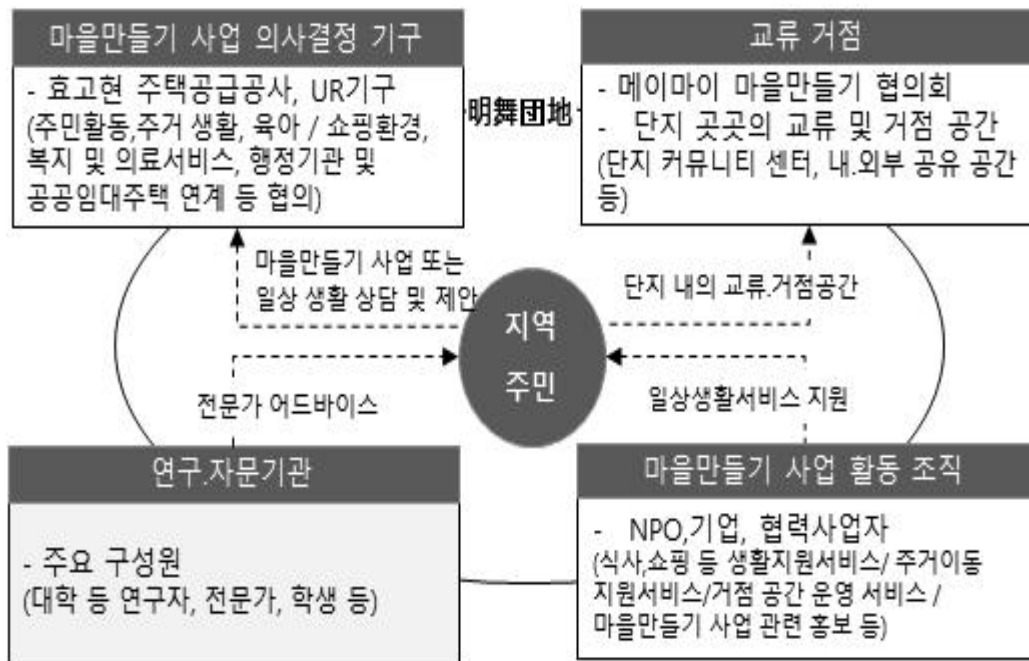 마을만들기 사업 의사결정 기구
- 효고현 주택공급공사, UR기구
(주민활동,주거 생활, 육아 / 쇼핑환경,
복지 및 의료서비스, 행정기관 및
공공임대주택 연계 등 협의)
明舞団地
교류 거점
- 메이마이 마을만들기 협의회
- 단지 곳곳의 교류 및 거점 공간
(단지 커뮤니티 센터, 내.외부 공유 공간
등)
마을만들기 사업 또는
일상 생활 상담 및 제안
단지 내의 교류.거점공간
지역
주민
전문가 어드바이스
일상생활서비스 지원
연구.자문기관
- 주요 구성원
(대학 등 연구자, 전문가, 학생 등)
마을만들기 사업 활동 조직
- NPO,기업, 협력사업자
(식사,쇼핑 등 생활지원서비스/ 주거이동
지원서비스/거점 공간 운영 서비스 /
마을만들기 사업 관련 홍보 등)